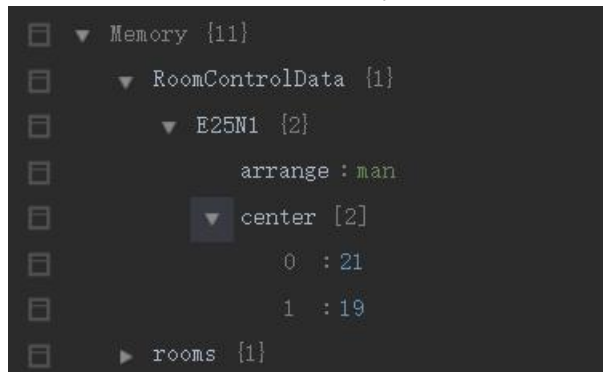 Memory {11}
RoomControlData {1}
E25N1 {2}
arrange : man
center [2]
0 : 21
1 : 19
rooms {1}